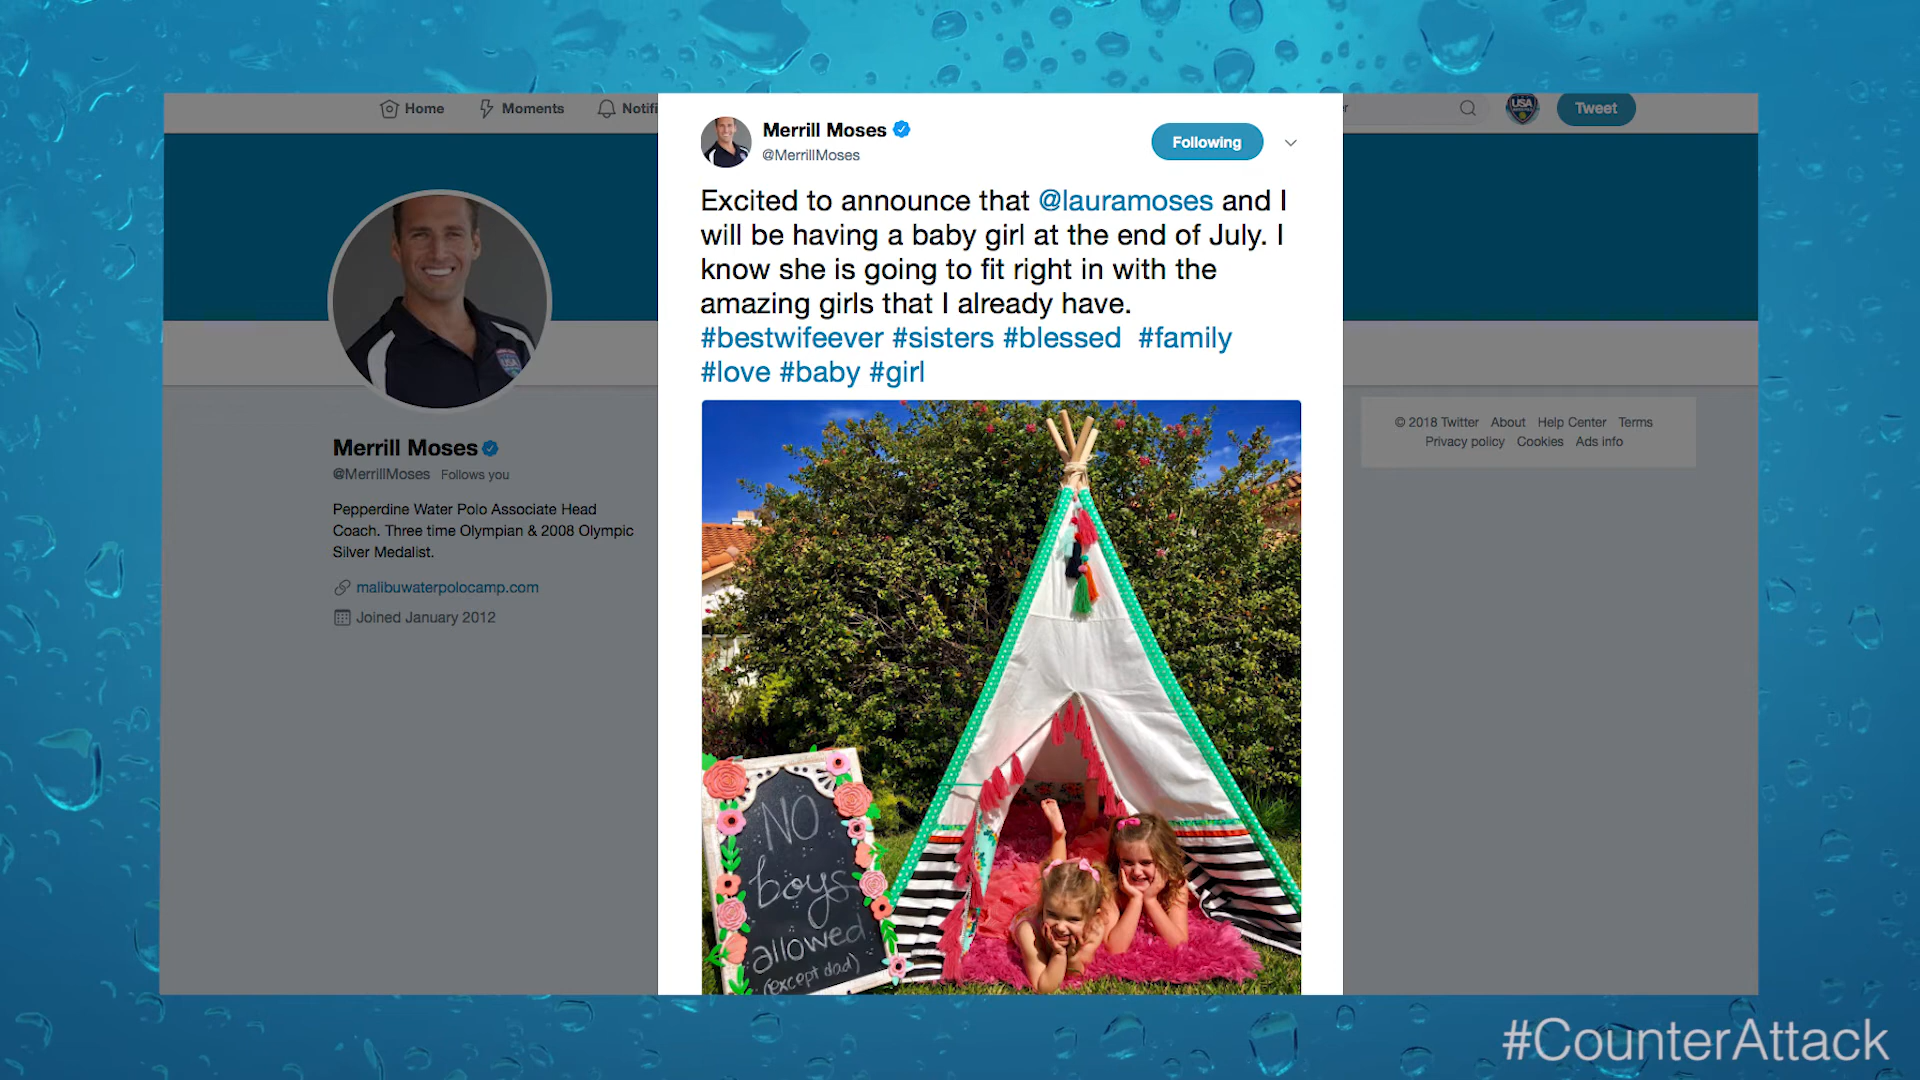 Home Moments Notifi
USA
Tweet
Merrill Moses
@MerrillMoses
Following
Excited to announce that @lauramoses and I
will be having a baby girl at the end of July. I
know she is going to fit right in with the
amazing girls that I already have.
#bestwifeever #sisters #blessed #family
#love #baby #girl
USA
Merrill Moses
@MerrillMoses Follows you
Pepperdine Water Polo Associate Head
Coach. Three time Olympian & 2008 Olympic
Silver Medalist.
malibuwaterpolocamp.com
Joined January 2012
© 2018 Twitter About Help Center Terms
Privacy policy Cookies Ads info
NO
boys
allowed
(except dad)
#CounterAttack